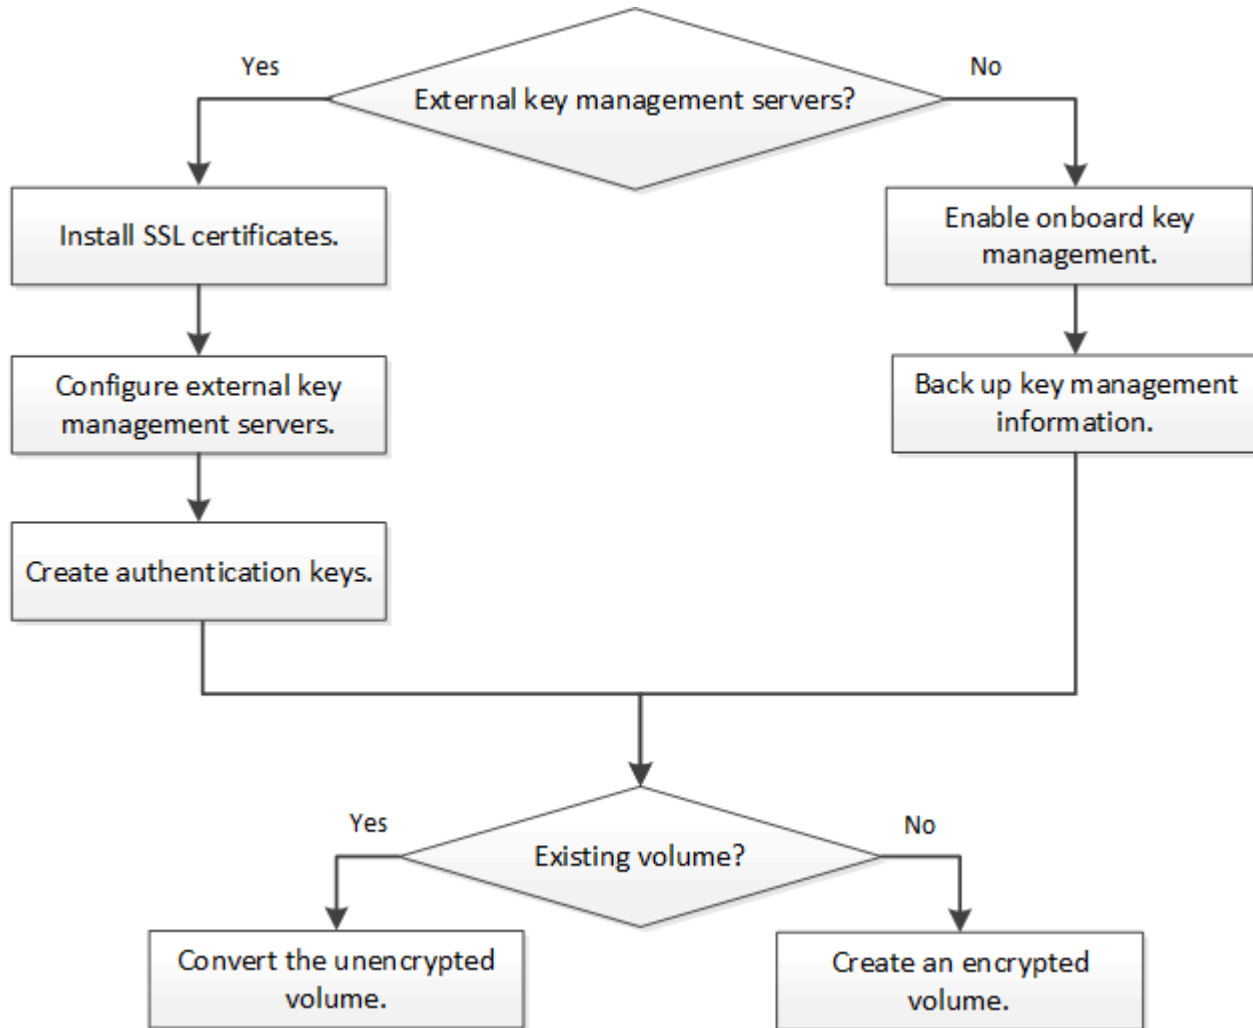 External key management servers?
Yes
No
Install SSL certificates.
Enable onboard key
management.
Configure external key
management servers.
Back up key management
information.
Create authentication keys.
Existing volume?
Yes
No
Convert the unencrypted
volume.
Create an encrypted
volume.